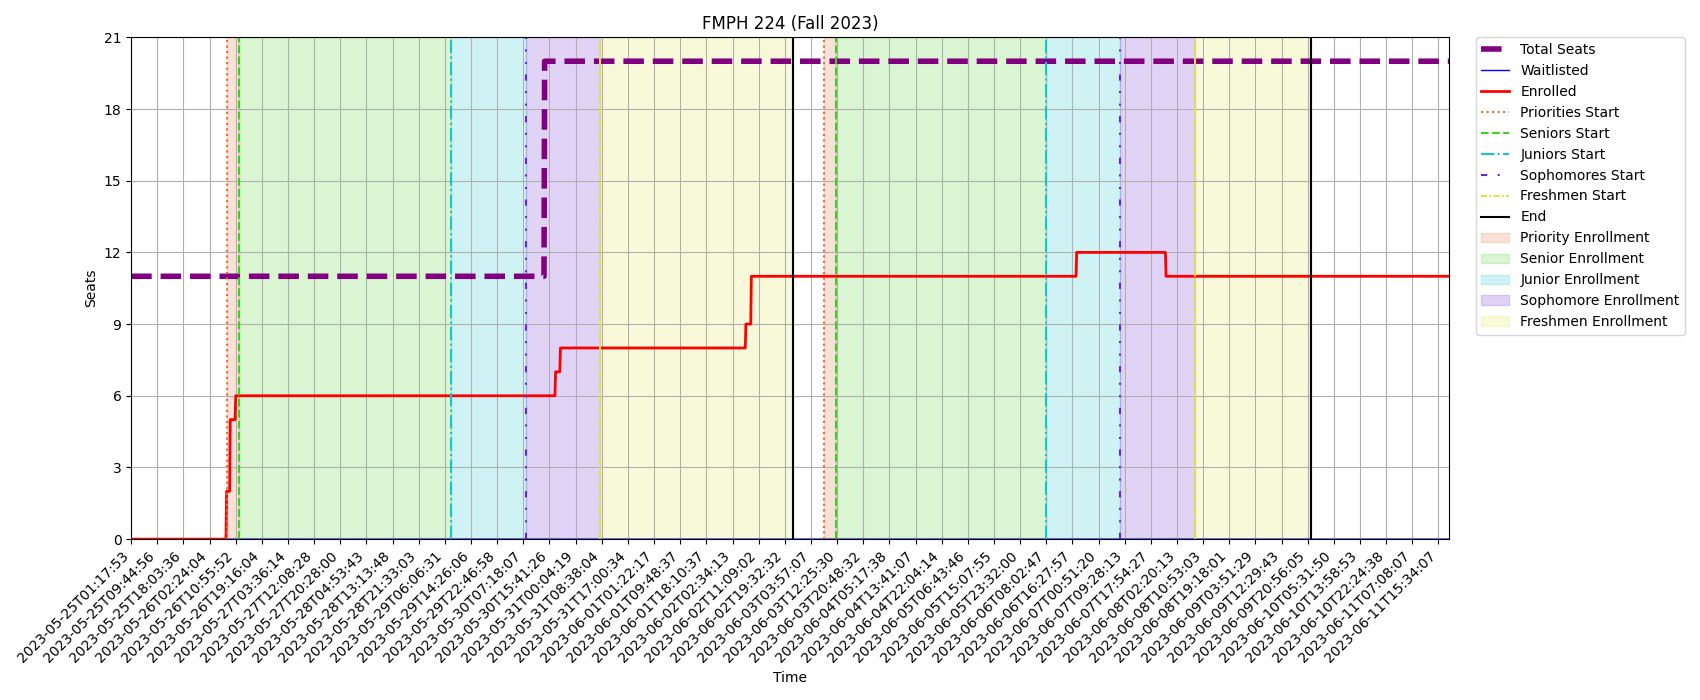 FMPH 224 (Fall 2023)
21
18
15
12
9
6
3
0
Seats
2023-05-25T01:17:53
2023-05-25T09:44:56
2023-05-25T18:03:36
2023-05-26T02:24:04
2023-05-26T10:55:52
2023-05-26T19:16:04
2023-05-27T03:36:14
2023-05-27T12:08:28
2023-05-27T20:28:00
2023-05-28T04:53:43
2023-05-28T13:13:48
2023-05-28T21:33:03
2023-05-29T06:06:31
2023-05-29T14:26:06
2023-05-29T22:46:58
2023-05-30T07:18:07
2023-05-30T15:41:26
2023-05-31T00:04:19
2023-05-31T08:38:04
2023-05-31T17:00:34
2023-06-01T01:22:17
2023-06-01T09:48:37
2023-06-01T18:10:37
2023-06-02T02:34:13
2023-06-02T11:09:02
2023-06-02T19:32:32
2023-06-03T03:57:07
2023-06-03T12:25:30
2023-06-03T20:48:32
2023-06-04T05:17:38
2023-06-04T13:41:07
2023-06-04T22:04:14
2023-06-05T06:43:46
2023-06-05T15:07:55
2023-06-05T23:32:00
2023-06-06T08:02:47
2023-06-06T16:27:57
2023-06-07T00:51:20
2023-06-07T09:28:13
2023-06-07T17:54:27
2023-06-08T02:20:13
2023-06-08T10:53:03
2023-06-08T19:18:01
2023-06-09T03:51:29
2023-06-09T12:29:43
2023-06-09T20:56:05
2023-06-10T05:31:50
2023-06-10T13:58:53
2023-06-10T22:24:38
2023-06-11T07:08:07
2023-06-11T15:34:07
Time
Total Seats
Waitlisted
Enrolled
Priorities Start
Seniors Start
Juniors Start
Sophomores Start
Freshmen Start
End
Priority Enrollment
Senior Enrollment
Junior Enrollment
Sophomore Enrollment
Freshmen Enrollment